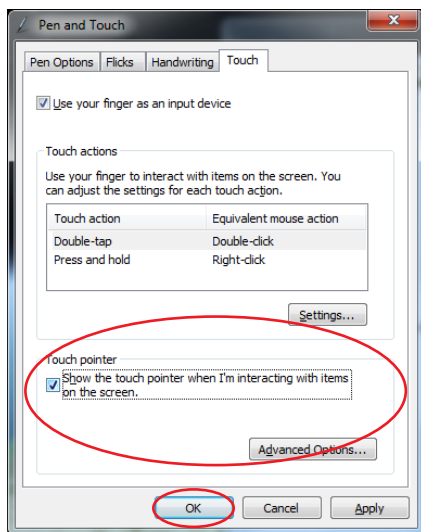 Pen and Touch
Pen Options Flicks Handwriting Touch
Use your finger as an input device
Touch actions
Use your finger to interact with items on the screen. You
can adjust the settings for each touch action.
Touch action Equivalent mouse action
Double-tap Double-click
Press and hold Right-click
Settings...
Touch pointer
Show the touch pointer when I'm interacting with items
on the screen.
Advanced Options...
OK Cancel Apply